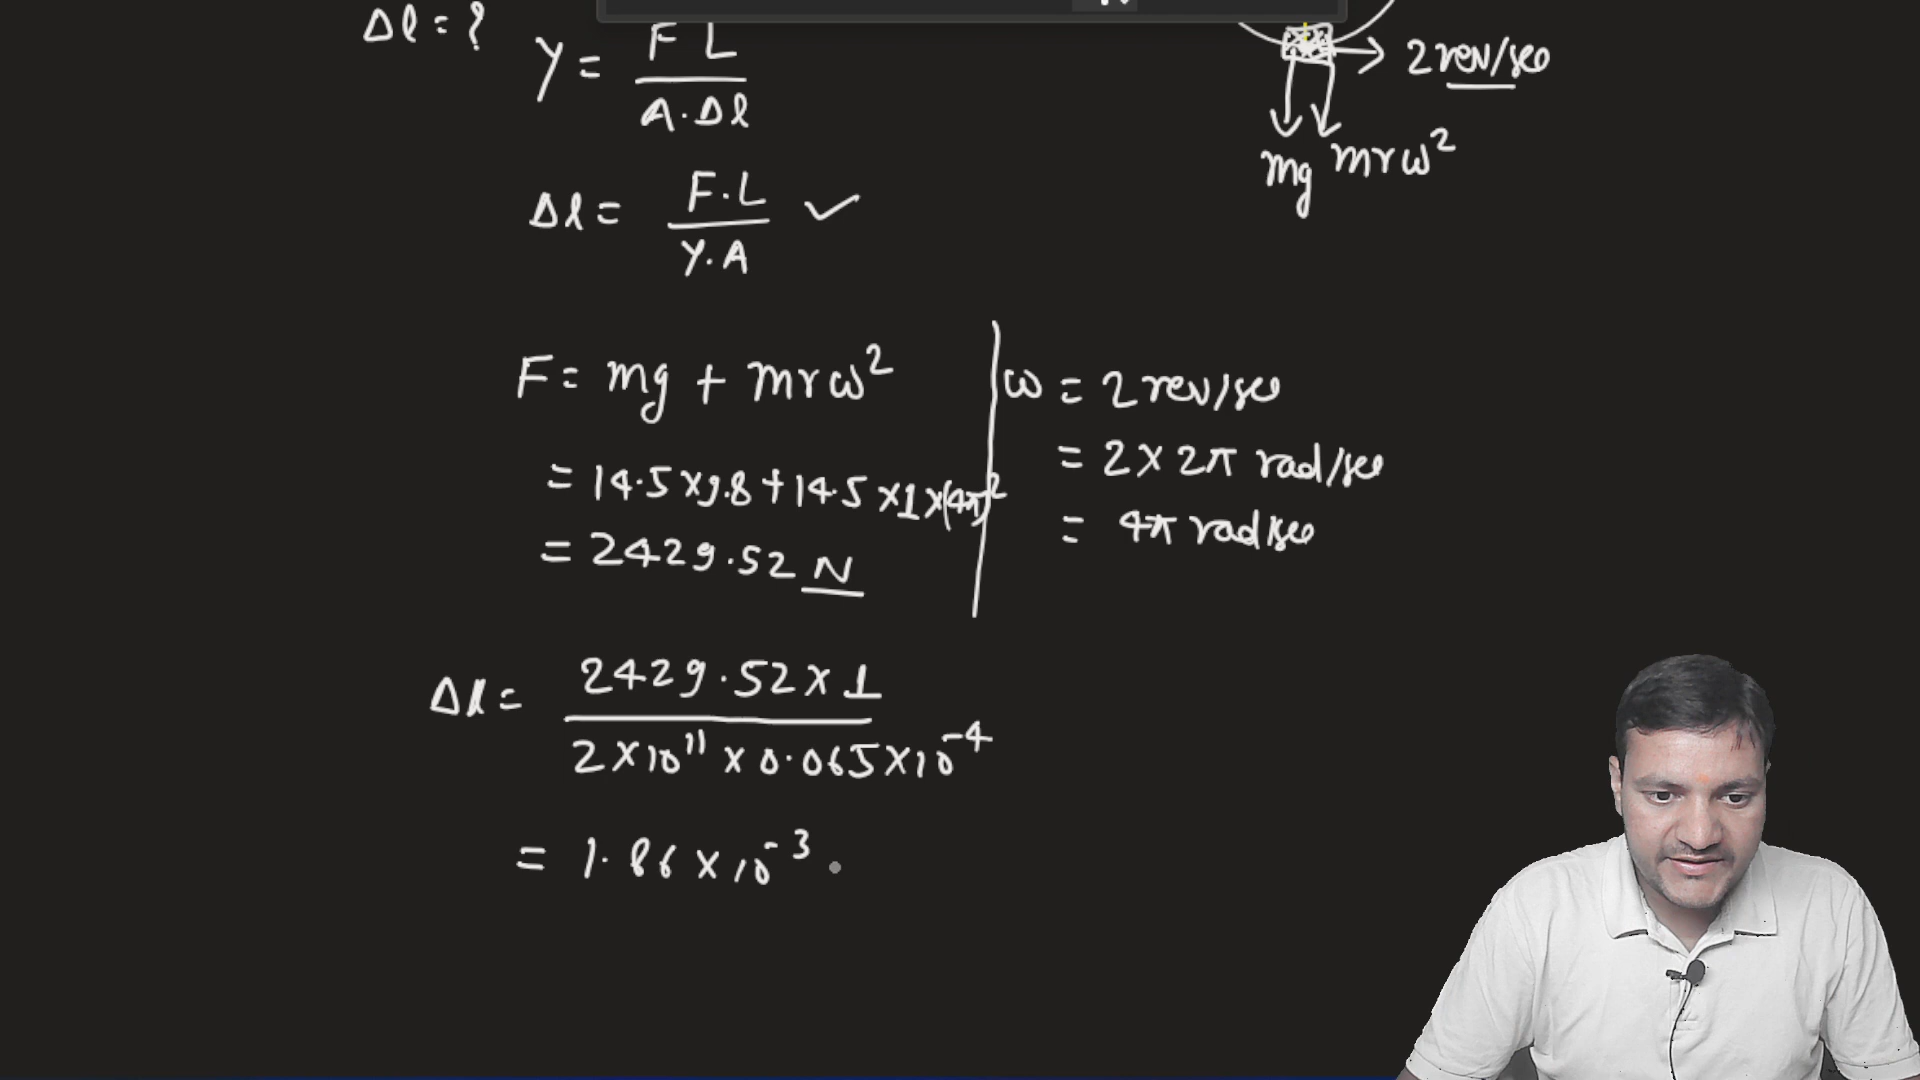 Δl = ?
Y = F L / A . Δl
2 rev/sec
mg mrω²
Δl = F . L / Y . A ✓
F = mg + mrω²
= 14.5 × 9.8 + 14.5 × 1 × (4π)²
= 2429.52 N
ω = 2 rev/sec
= 2 × 2π rad/sec
= 4π rad/sec
Δl = 2429.52 × 1 / 2 × 10¹¹ × 0.065 × 10⁻⁴
= 1.86 × 10⁻³